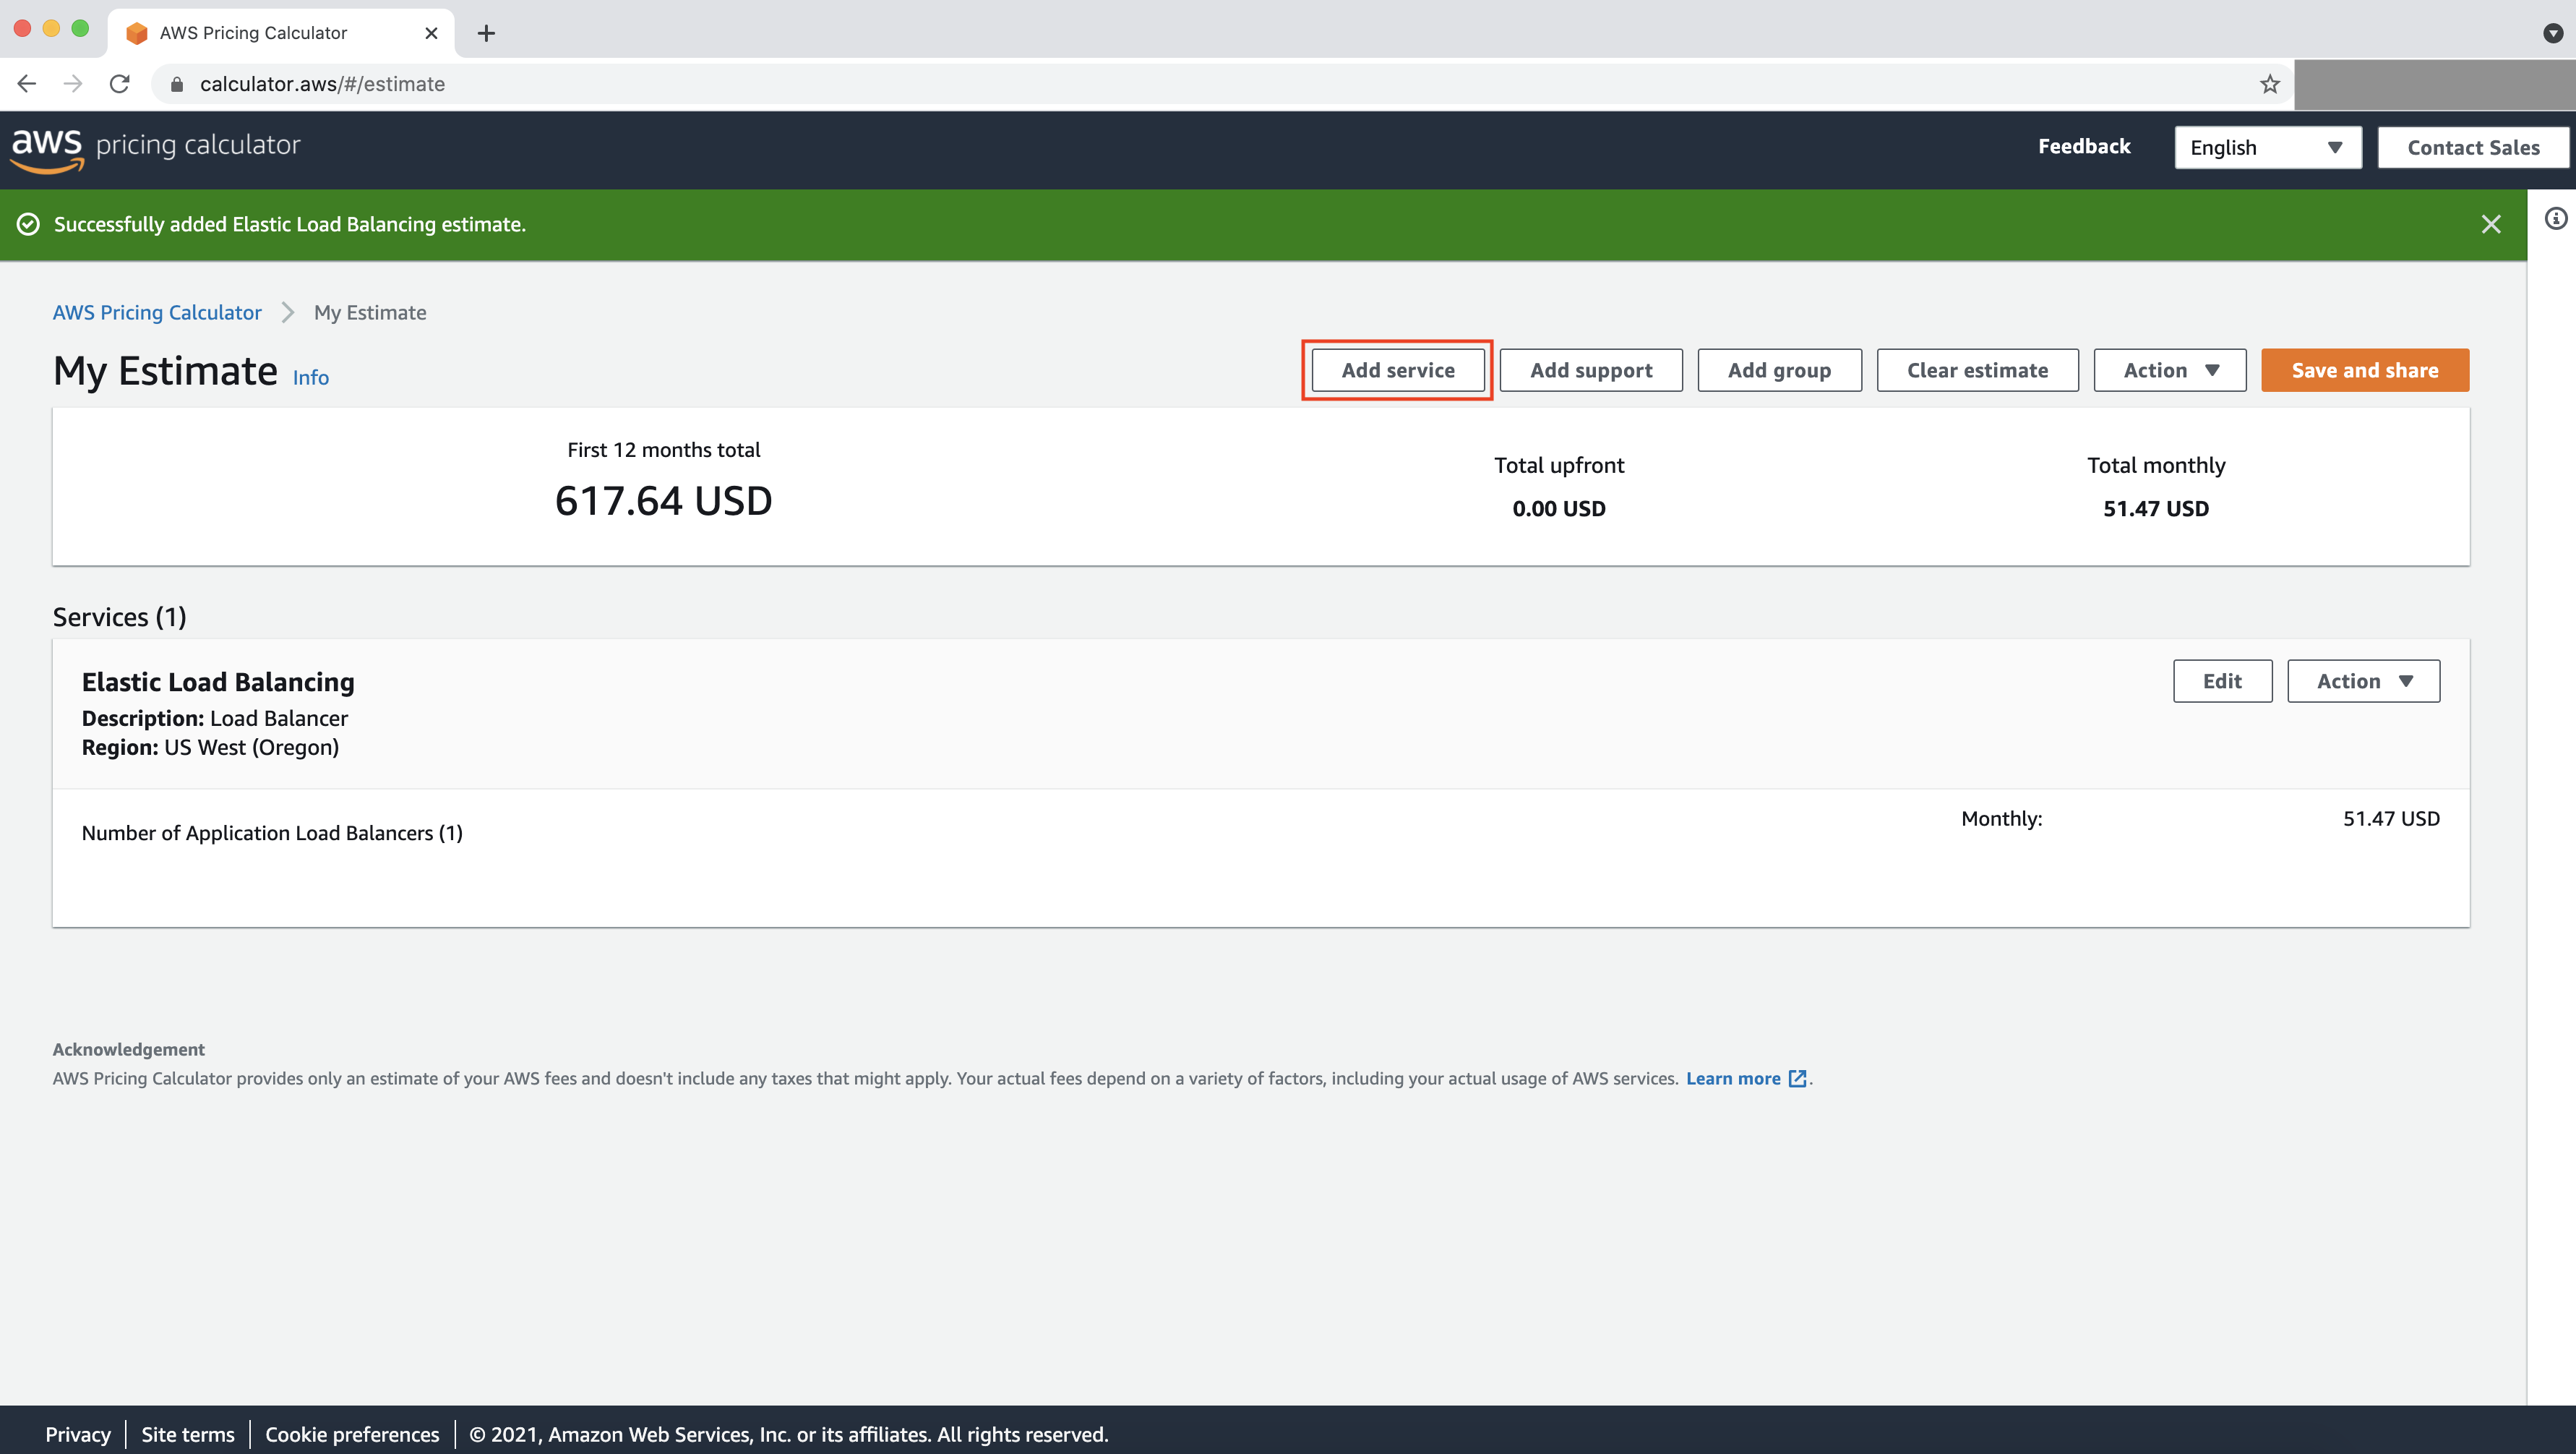 AWS Pricing Calculator
calculator.aws/#/estimate
aws pricing calculator
Feedback
English
Contact Sales
Successfully added Elastic Load Balancing estimate.
AWS Pricing Calculator
My Estimate
My Estimate Info
Add service
Add support
Add group
Clear estimate
Action
Save and share
First 12 months total
617.64 USD
Total upfront
0.00 USD
Total monthly
51.47 USD
Services (1)
Elastic Load Balancing
Edit
Action
Description: Load Balancer
Region: US West (Oregon)
Number of Application Load Balancers (1)
Monthly:
51.47 USD
Acknowledgement
AWS Pricing Calculator provides only an estimate of your AWS fees and doesn't include any taxes that might apply. Your actual fees depend on a variety of factors, including your actual usage of AWS services. Learn more .
Privacy
Site terms
Cookie preferences
© 2021, Amazon Web Services, Inc. or its affiliates. All rights reserved.